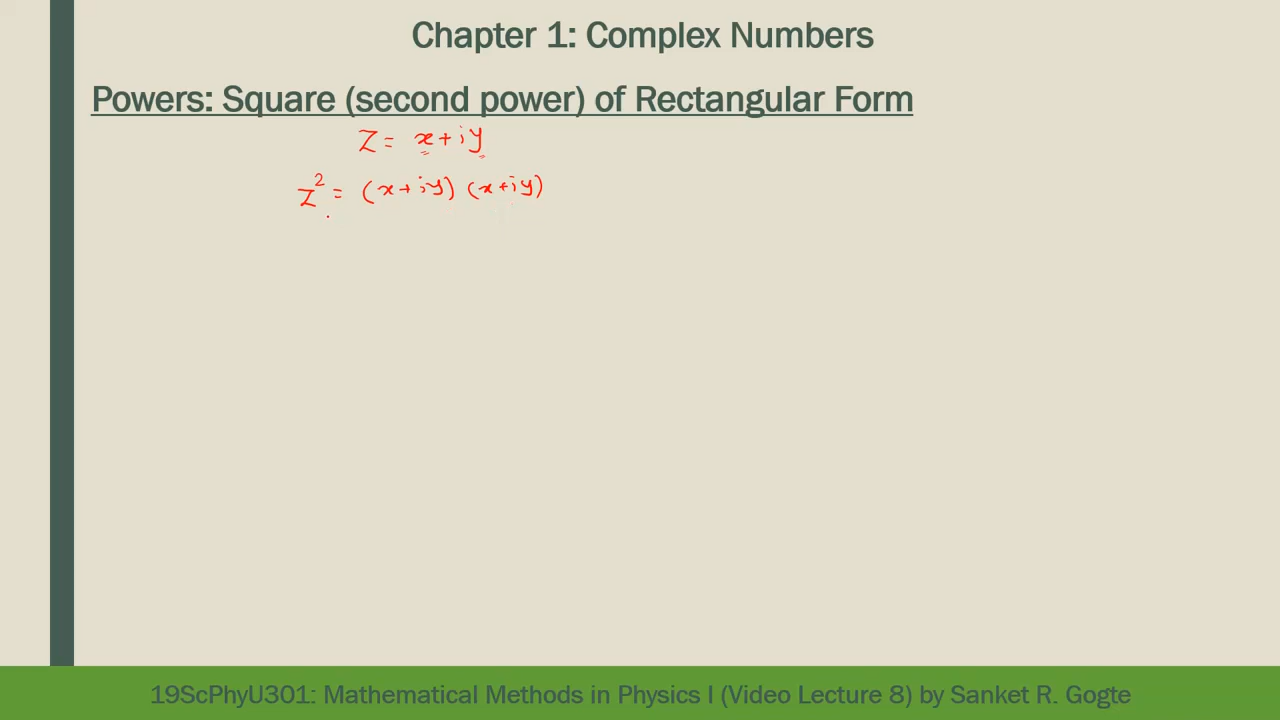 Chapter 1: Complex Numbers
Powers: Square (second power) of Rectangular Form
z = x + iy
z² = (x + iy) (x + iy)
19ScPhyU301: Mathematical Methods in Physics I (Video Lecture 8) by Sanket R. Gogte